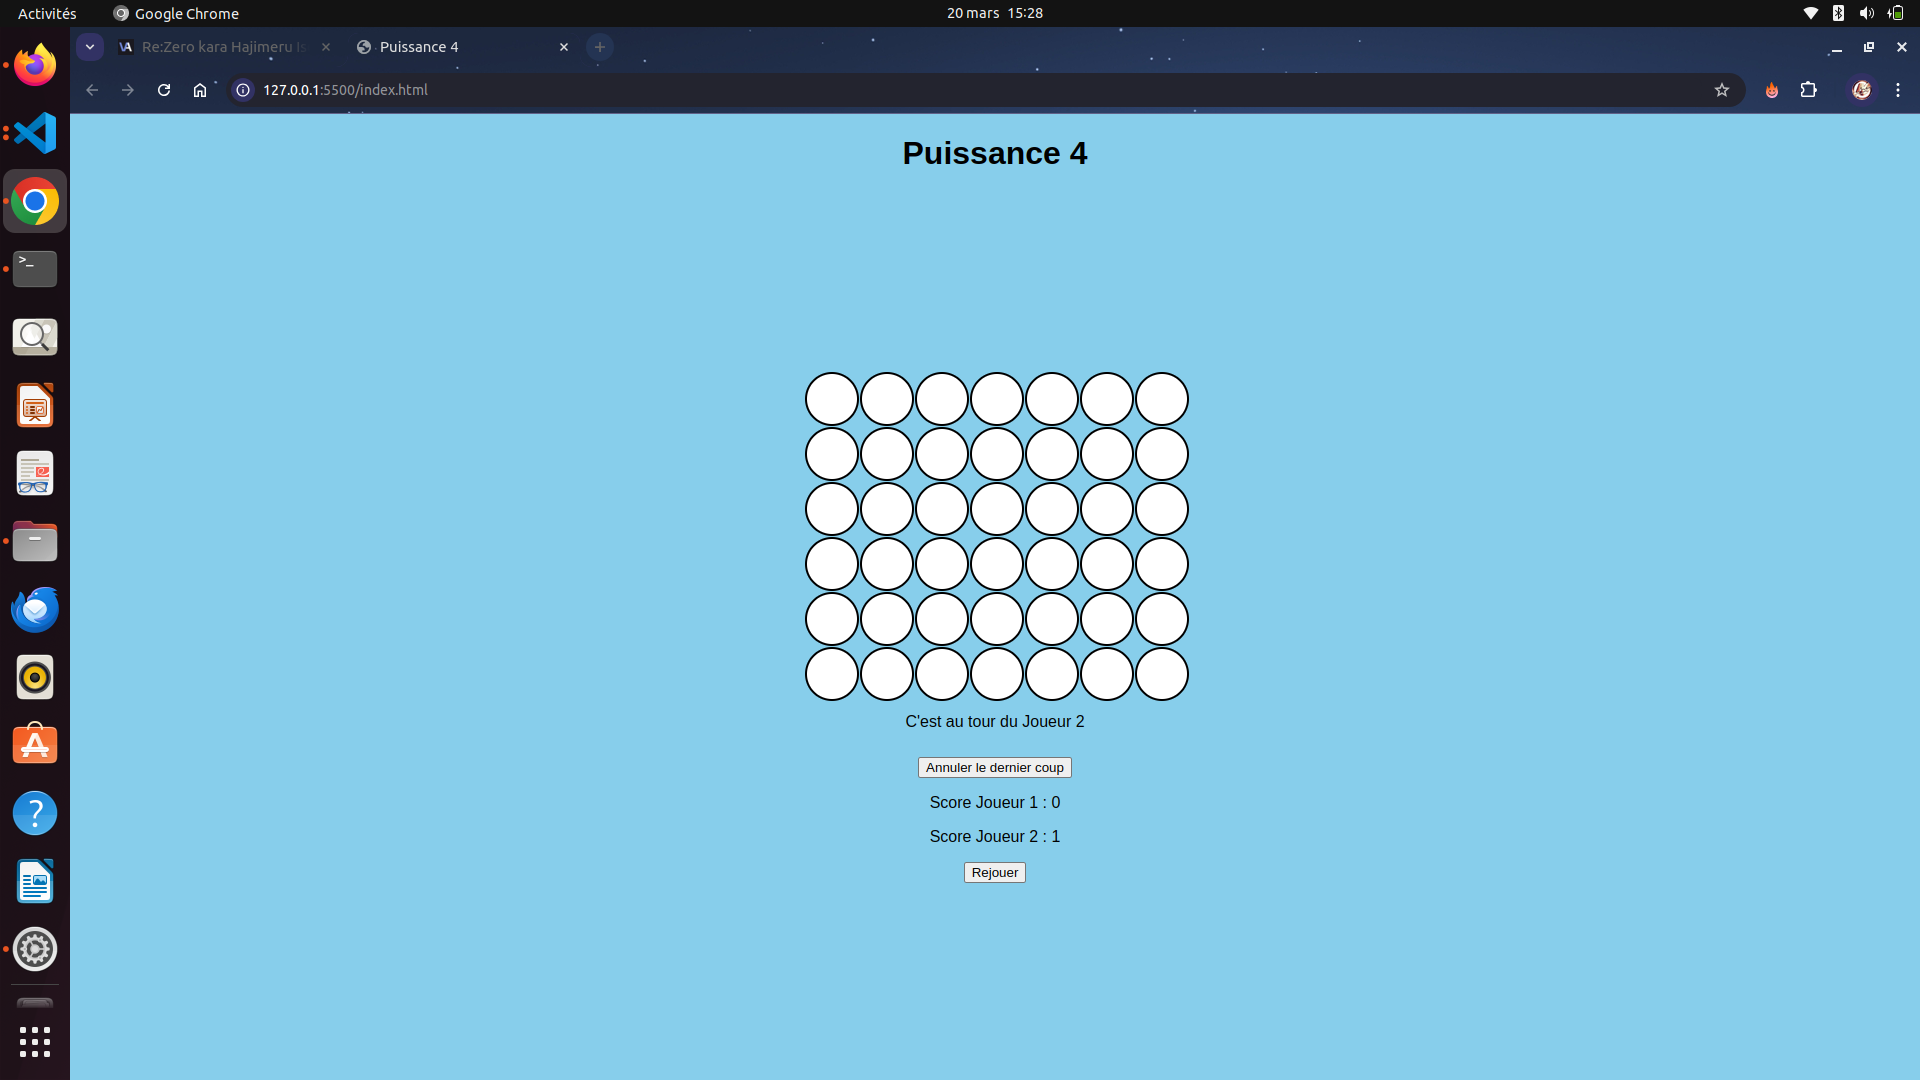 Activités
Google Chrome
20 mars 15:28
Re:Zero kara Hajimeru Is
Puissance 4
127.0.0.1:5500/index.html
Puissance 4
C'est au tour du Joueur 2
Annuler le dernier coup
Score Joueur 1 : 0
Score Joueur 2 : 1
Rejouer